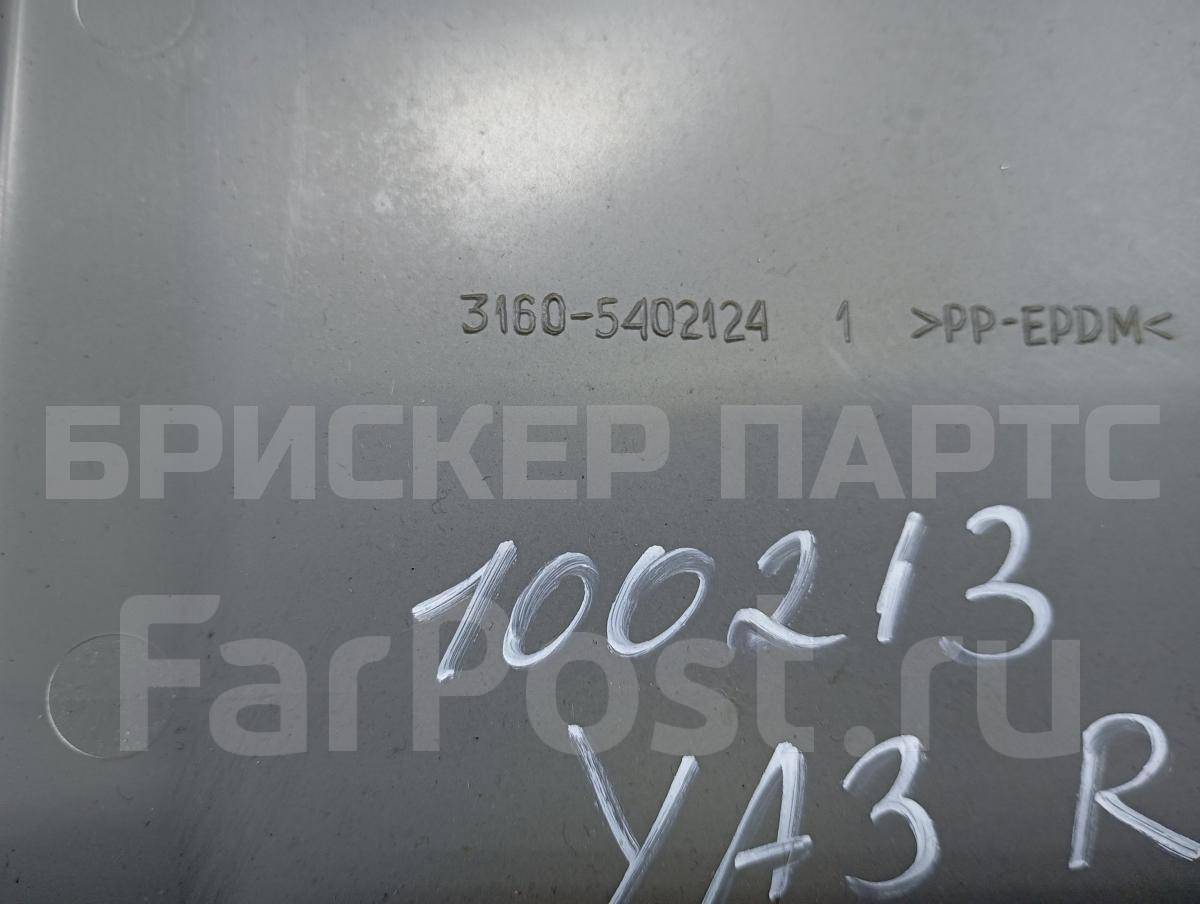 3160-5402124 1 >PP-EPDM<
БРИСКЕР ПАРТС
100213
FarPost.ru
УАЗ R